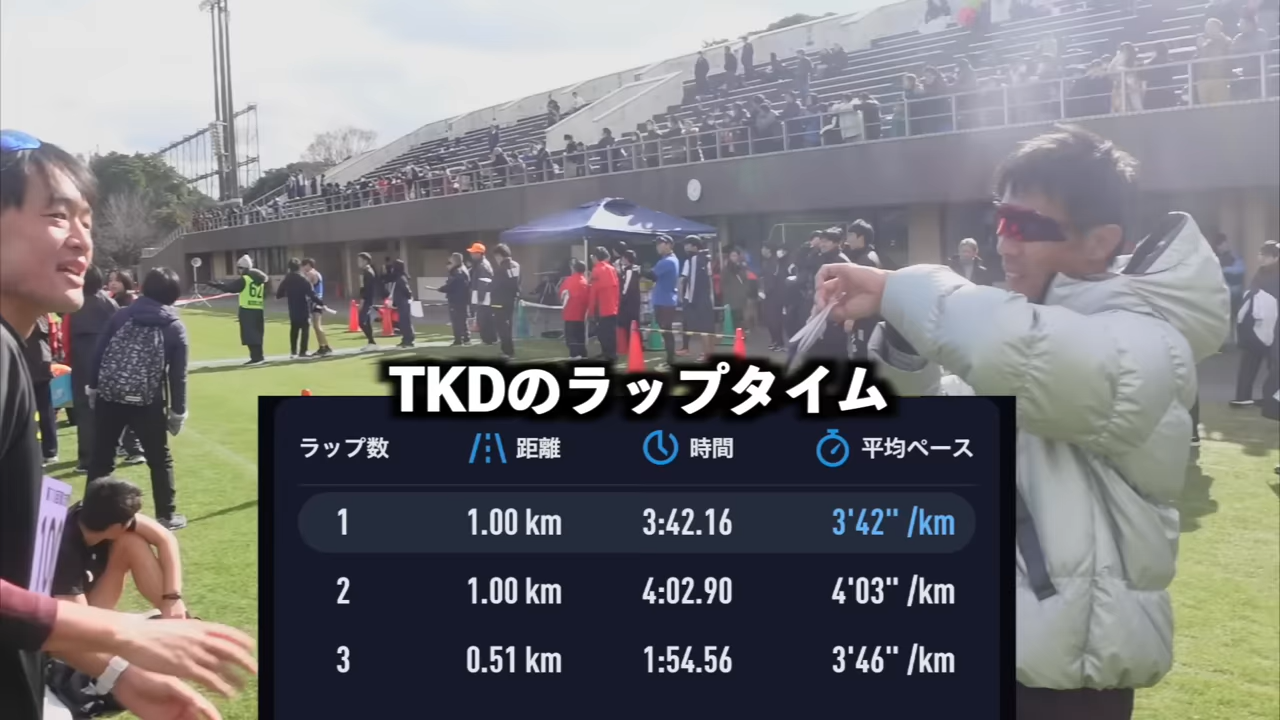 TKDのラップタイム
ラップ数 距離 時間 平均ペース
1 1.00 km 3:42.16 3'42" /km
2 1.00 km 4:02.90 4'03" /km
3 0.51 km 1:54.56 3'46" /km
62